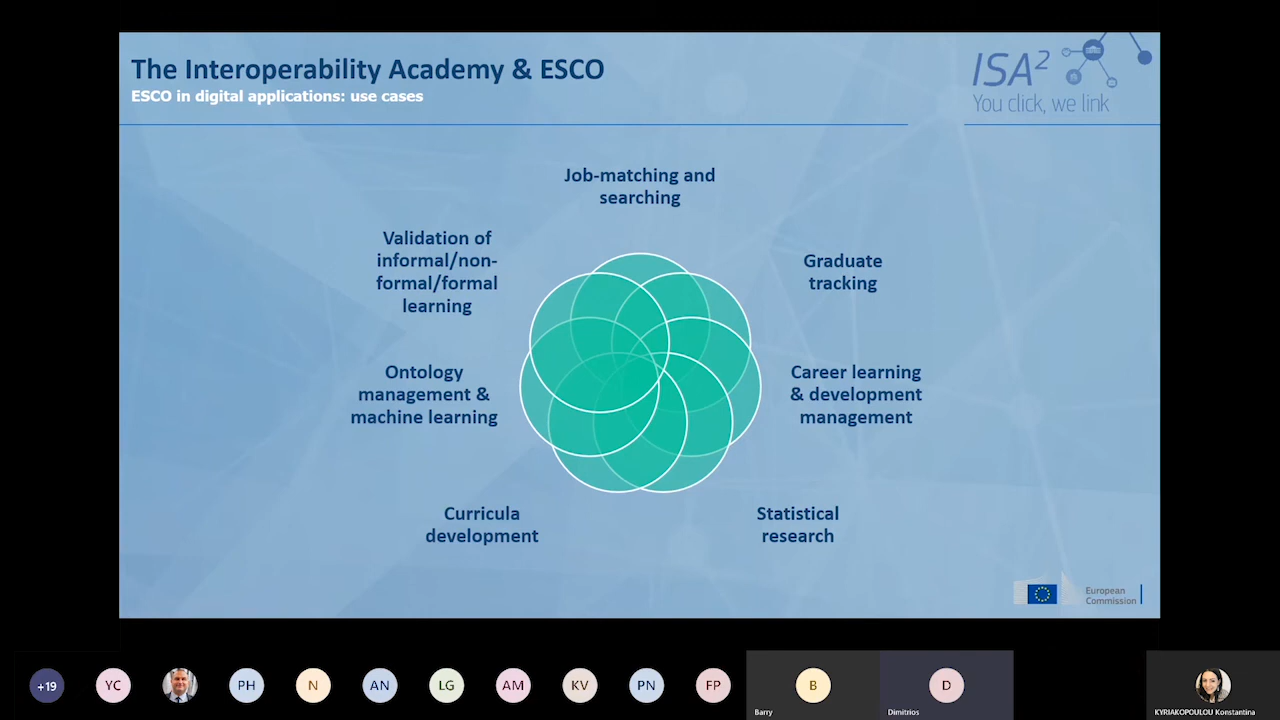 The Interoperability Academy & ESCO
ESCO in digital applications: use cases
ISA²
You click, we link
Job-matching and
searching
Validation of
informal/non-
formal/formal
learning
Graduate
tracking
Ontology
management &
machine learning
Career learning
& development
management
Curricula
development
Statistical
research
European
Commission
+19
YC
PH
N
AN
LG
AM
KV
PN
FP
B
Barry
D
Dimitrios
KYRIAKOPOULOU Konstantina